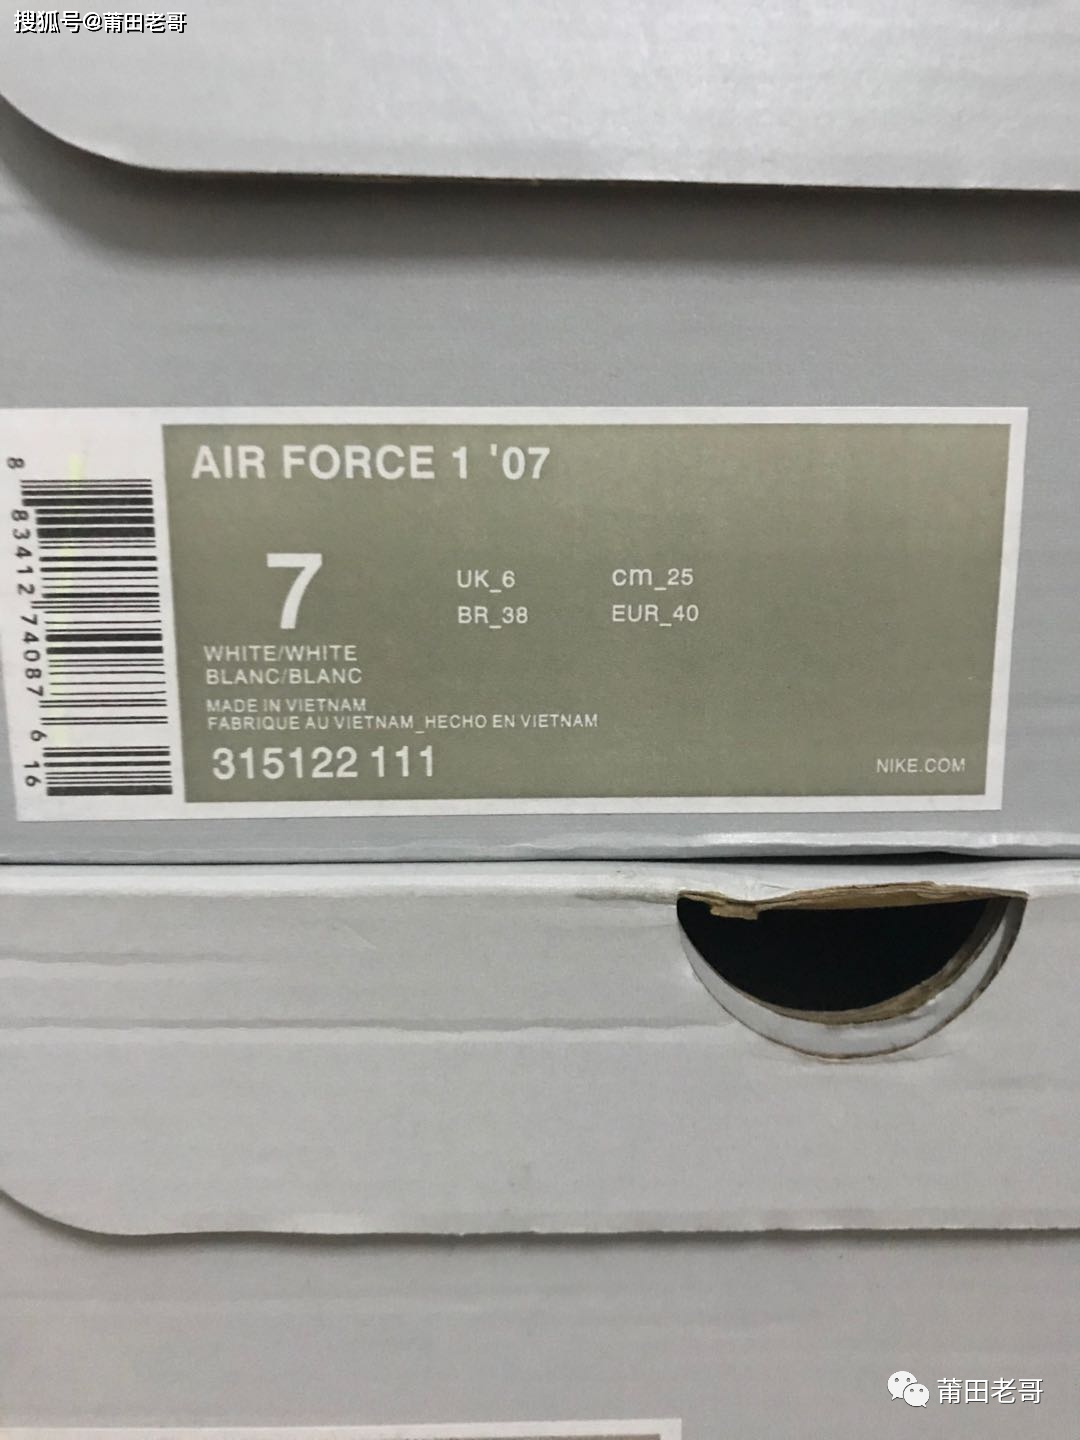 搜狐号@莆田老哥
AIR FORCE 1 '07
7
UK_6
cm_25
BR_38
EUR_40
WHITE/WHITE
BLANC/BLANC
MADE IN VIETNAM
FABRIQUE AU VIETNAM_HECHO EN VIETNAM
315122 111
NIKE.COM
8 83412 74087 6 16
莆田老哥